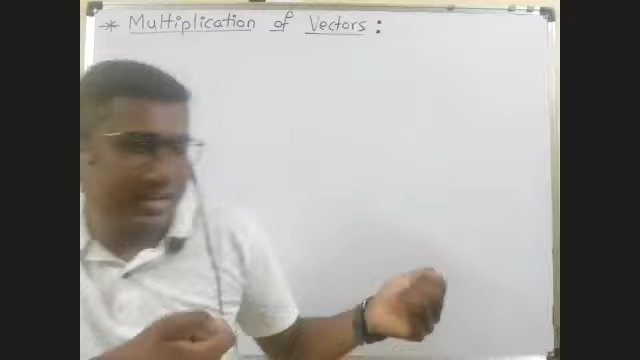 * Multiplication of Vectors :